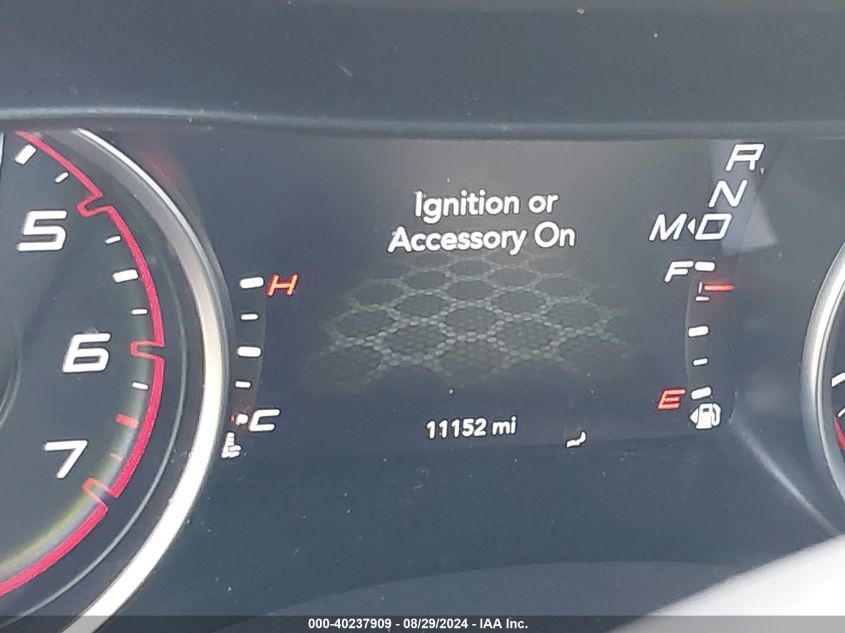 R
N
Ignition or
M D
Accessory On
5
F
H
6
E
C
11152 mi
7
000-40237909 - 08/29/2024 - IAA Inc.